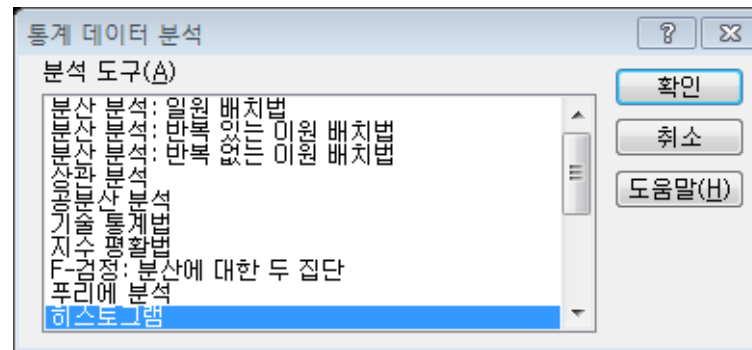 통계 데이터 분석
분석 도구(A)
분산 분석: 일원 배치법
분산 분석: 반복 있는 이원 배치법
분산 분석: 반복 없는 이원 배치법
상관 분석
공분산 분석
기술 통계법
지수 평활법
F-검정: 분산에 대한 두 집단
푸리에 분석
히스토그램
확인
취소
도움말(H)